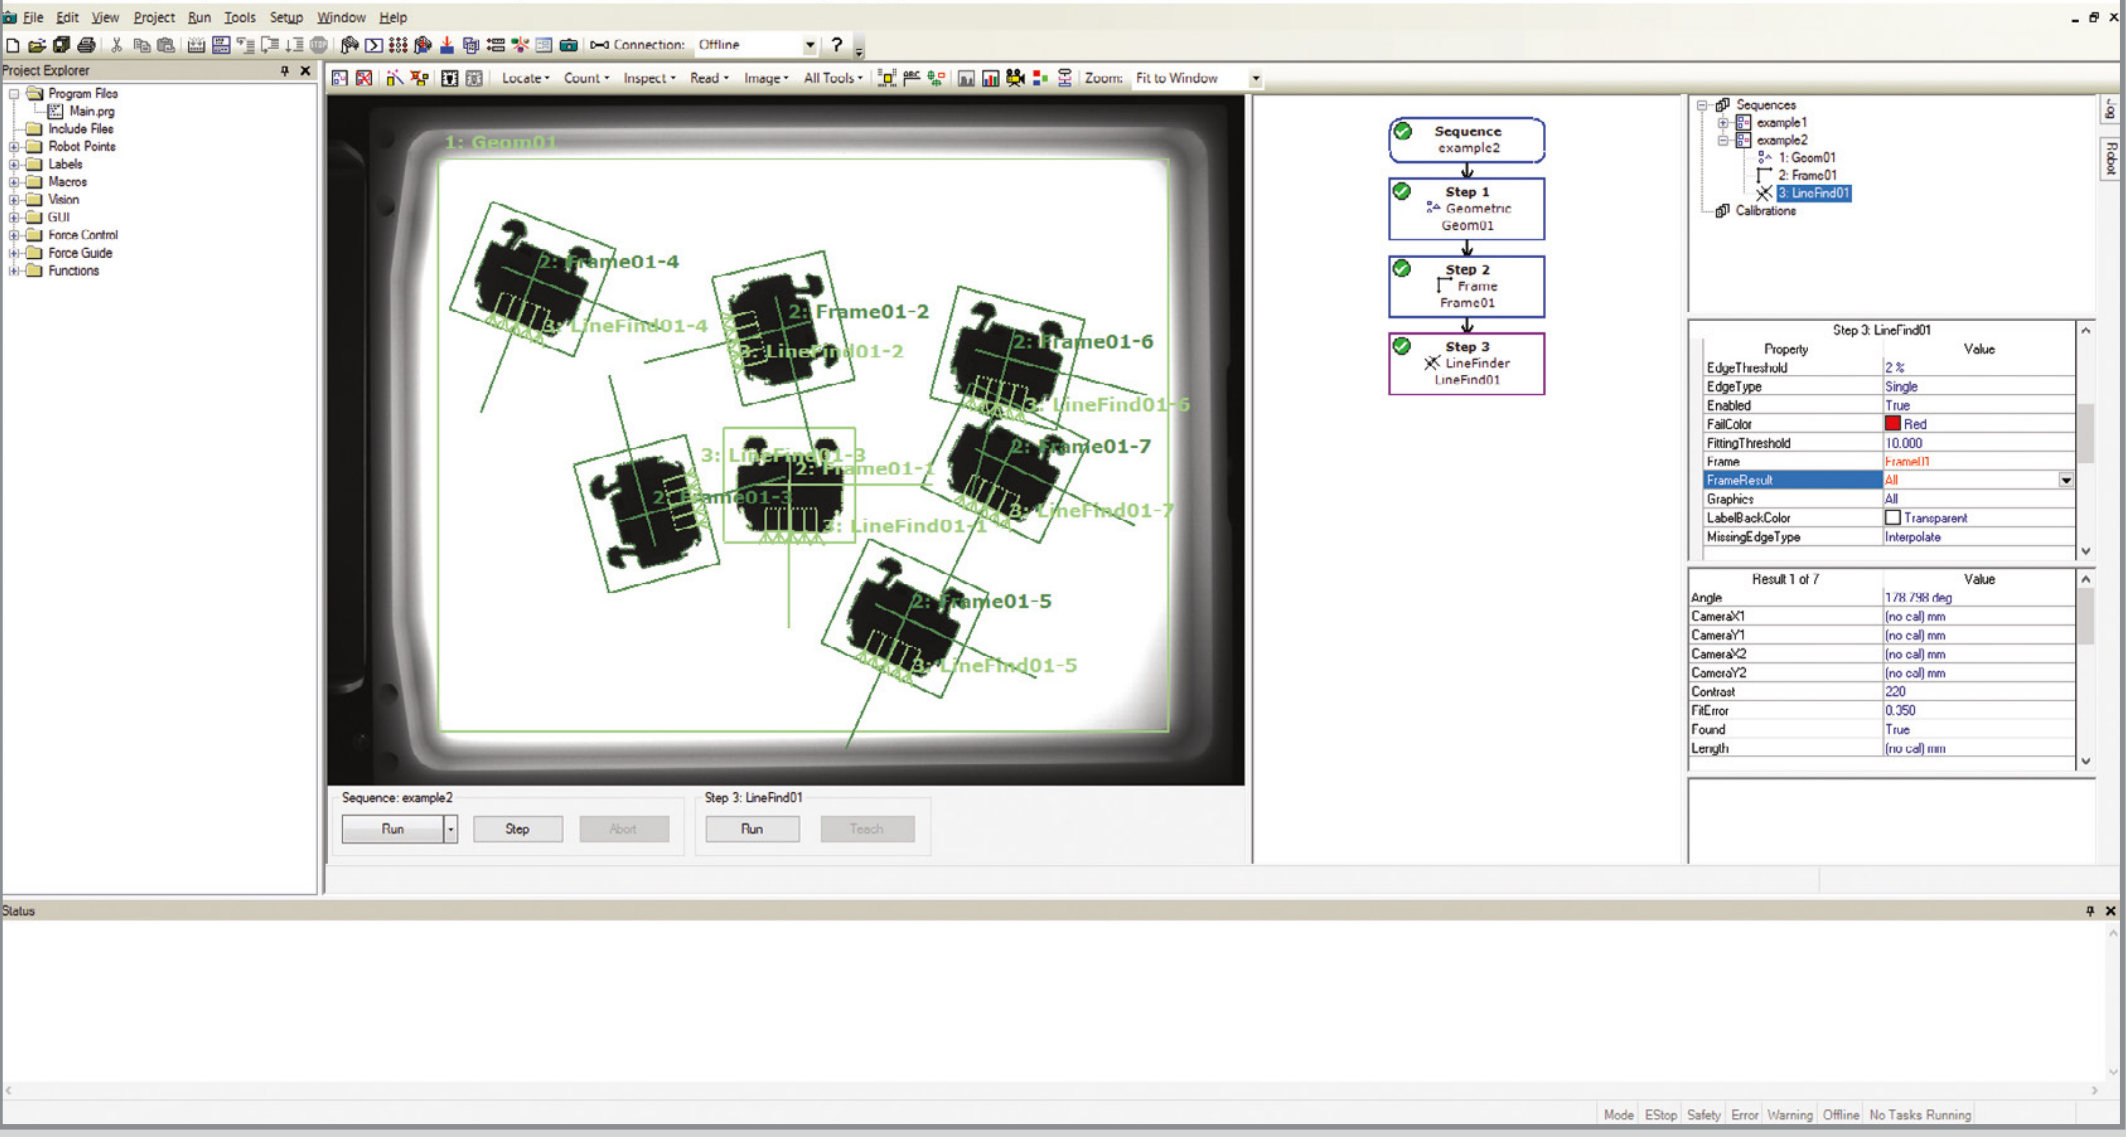 File Edit View Project Run Tools Setup Window Help
Connection: Offline
Project Explorer
Program Files
Main.prg
Include Files
Robot Points
Labels
Macros
Vision
GUI
Force Control
Force Guide
Functions
Locate Count Inspect Read Image All Tools Zoom: Fit to Window
1: Geom01
2: Frame01-4
3: LineFind01-4
2: Frame01-2
3: LineFind01-2
2: Frame01-6
3: LineFind01-6
2: Frame01-7
3: LineFind01-7
3: LineFind01-3
2: Frame01-1
2: Frame01-3
3: LineFind01-1
2: Frame01-5
3: LineFind01-5
Sequence: example2
Run Step Abort
Step 3: LineFind01
Run Teach
Sequence
example2
Step 1
Geometric
Geom01
Step 2
Frame
Frame01
Step 3
LineFinder
LineFind01
Sequences
example1
example2
1: Geom01
2: Frame01
3: LineFind01
Calibrations
Jog
Robot
Step 3: LineFind01
Property Value
EdgeThreshold 2 %
EdgeType Single
Enabled True
FailColor Red
FittingThreshold 10.000
Frame Frame01
FrameResult All
Graphics All
LabelBackColor Transparent
MissingEdgeType Interpolate
Result 1 of 7 Value
Angle 178.798 deg
CameraX1 (no cal) mm
CameraY1 (no cal) mm
CameraX2 (no cal) mm
CameraY2 (no cal) mm
Contrast 220
FitError 0.350
Found True
Length (no cal) mm
Status
Mode EStop Safety Error Warning Offline No Tasks Running